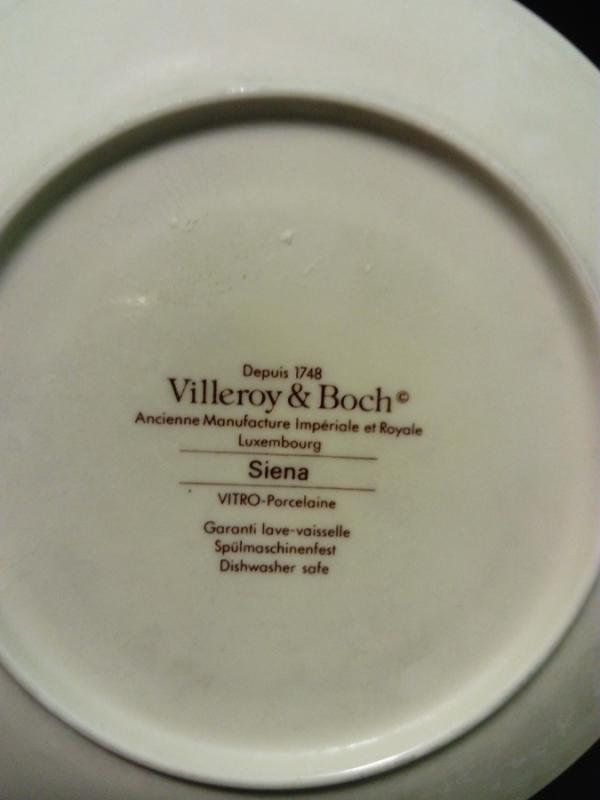 Depuis 1748
Villeroy & Boch©
Ancienne Manufacture Impériale et Royale
Luxembourg
Siena
VITRO-Porcelaine
Garanti lave-vaisselle
Spülmaschinenfest
Dishwasher safe